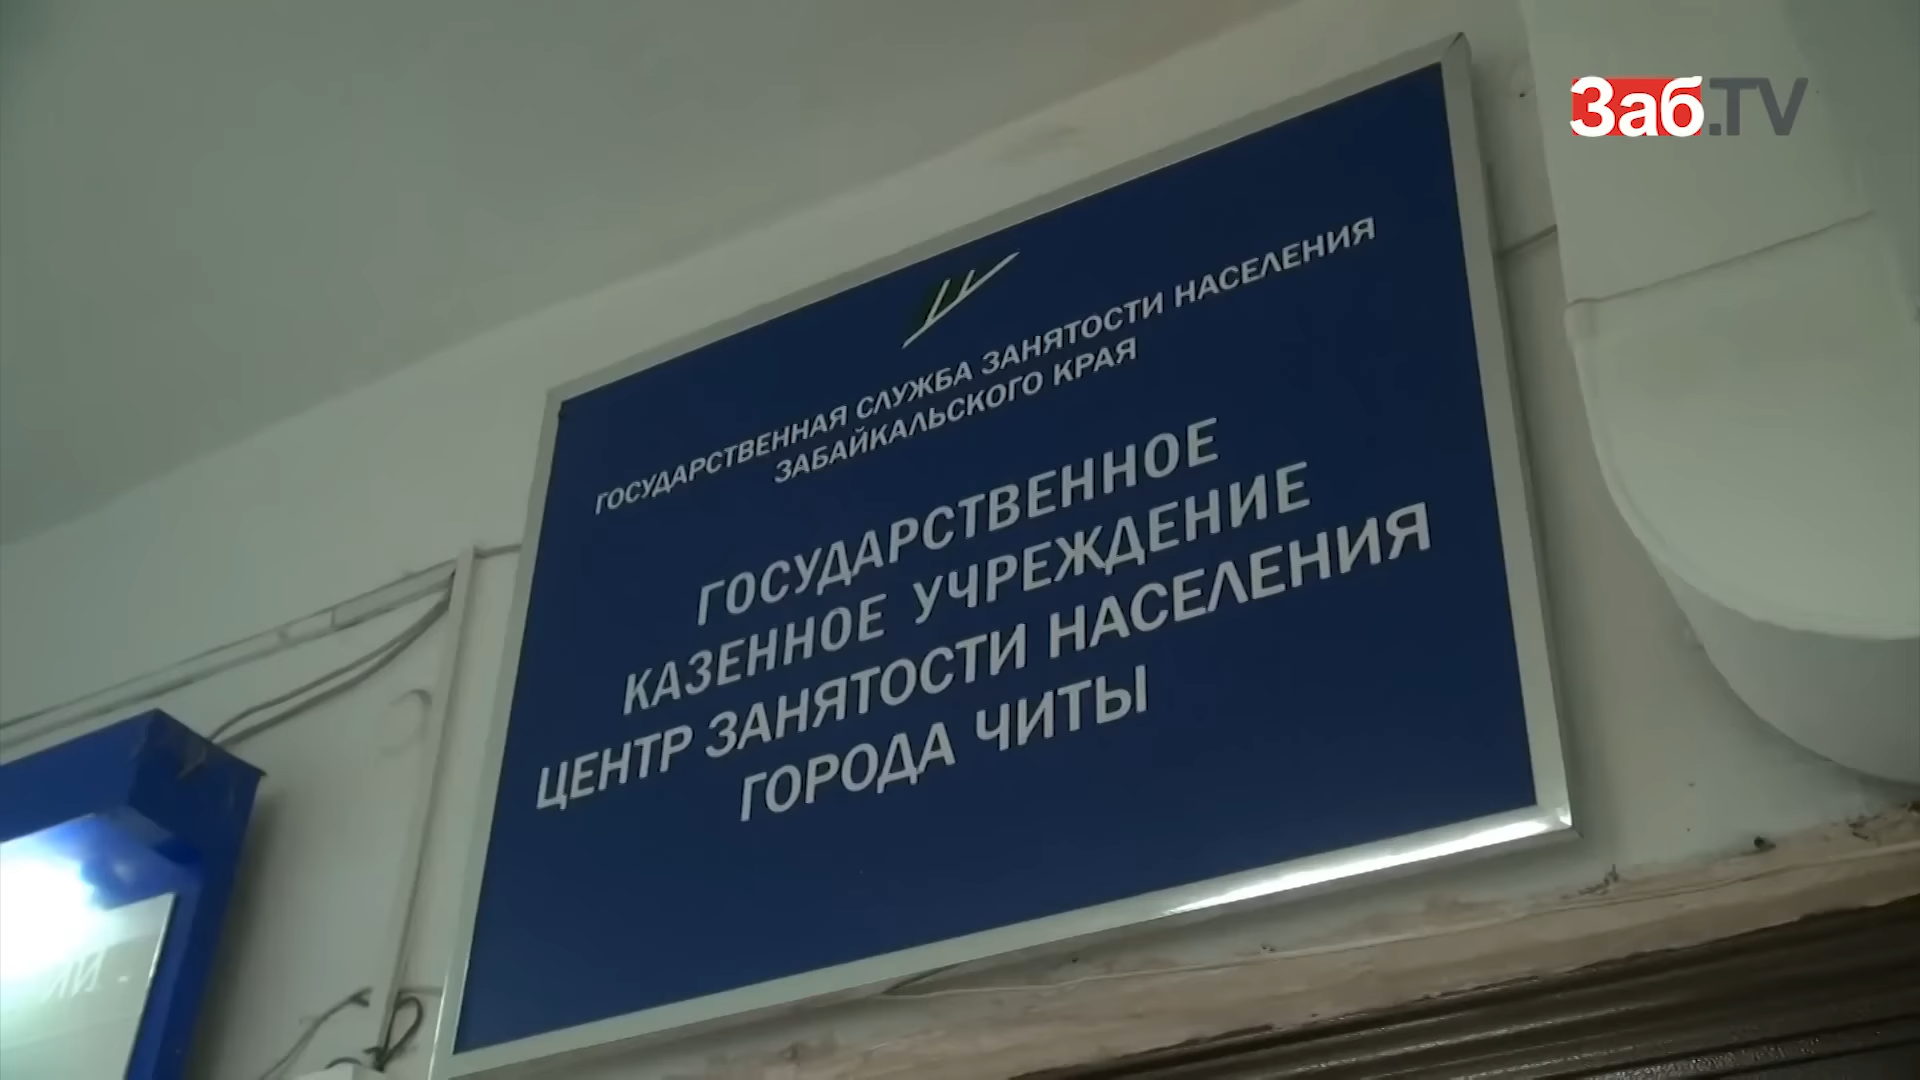 Заб.TV
ГОСУДАРСТВЕННАЯ СЛУЖБА ЗАНЯТОСТИ НАСЕЛЕНИЯ
ЗАБАЙКАЛЬСКОГО КРАЯ
ГОСУДАРСТВЕННОЕ
КАЗЕННОЕ УЧРЕЖДЕНИЕ
ЦЕНТР ЗАНЯТОСТИ НАСЕЛЕНИЯ
ГОРОДА ЧИТЫ